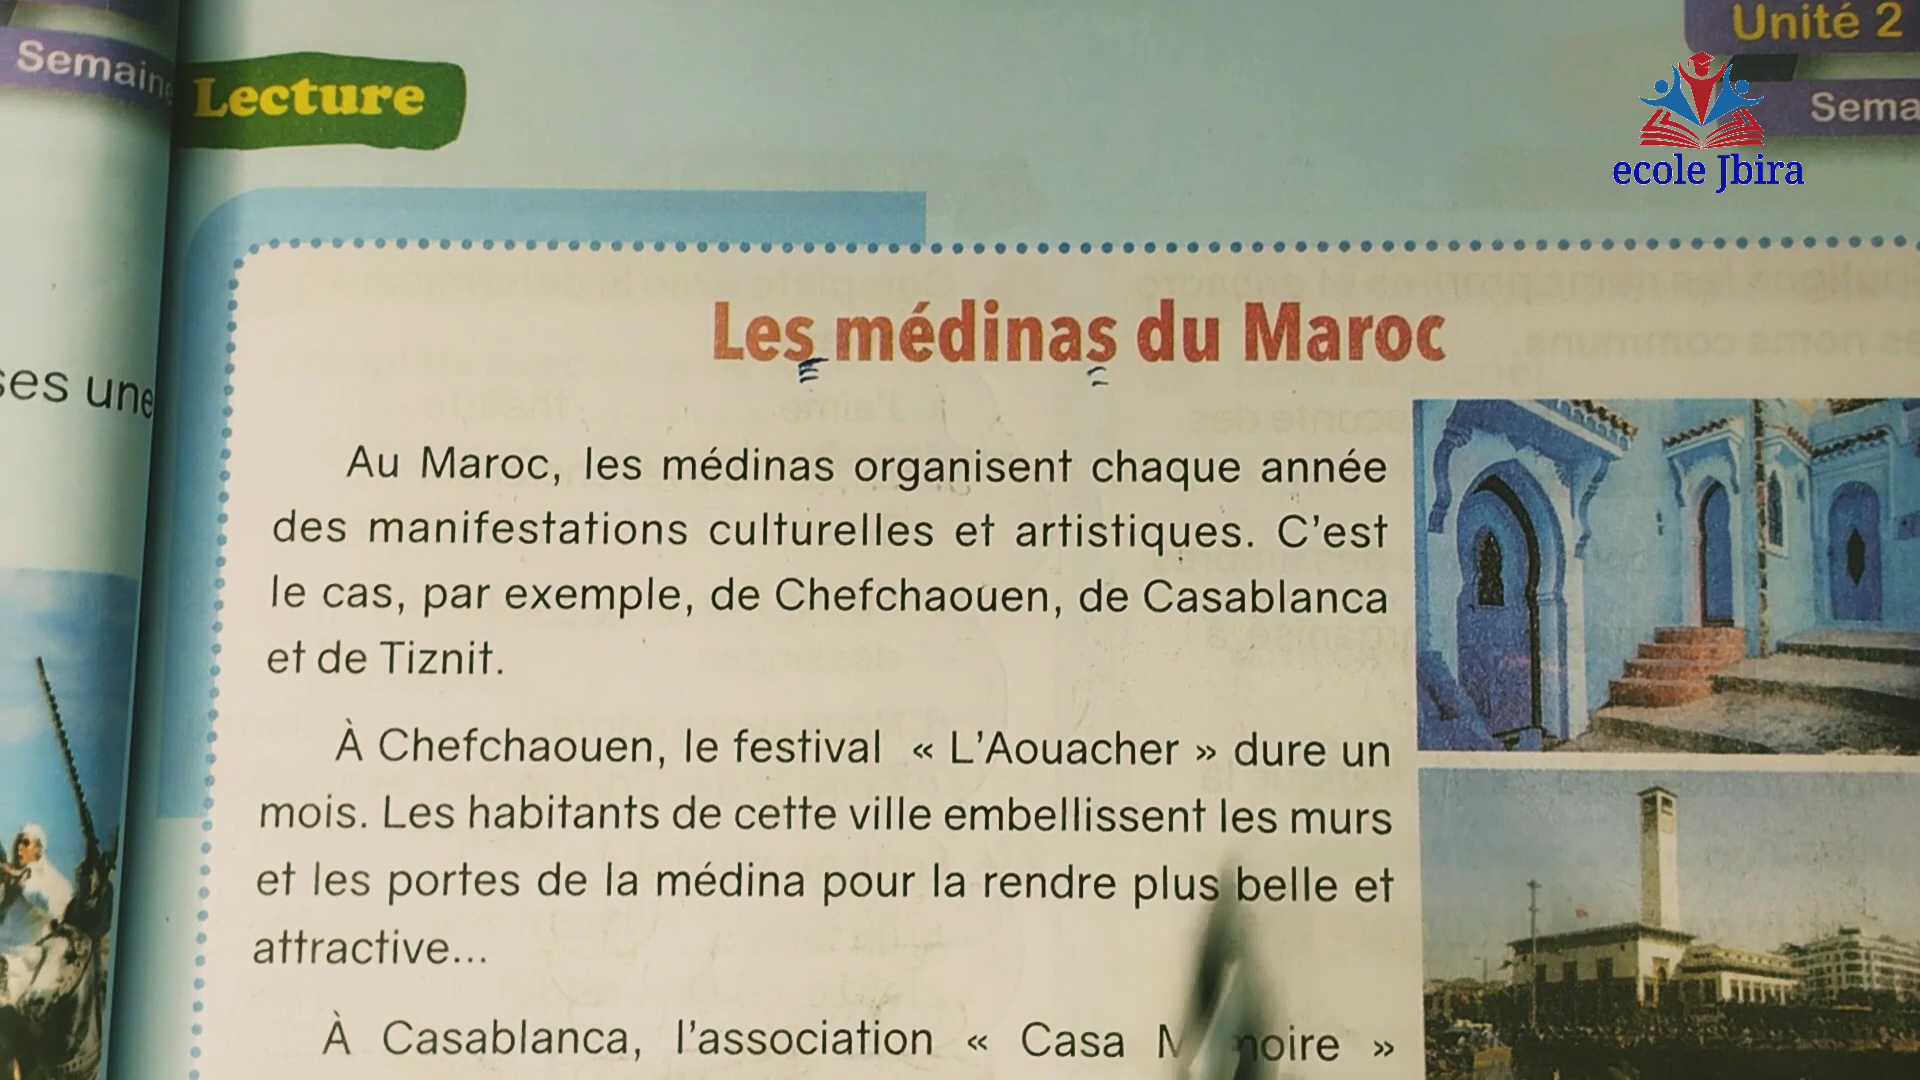 Unité 2
Semaine
Lecture
Sema
ecole Jbira
Les médinas du Maroc
ses une
Au Maroc, les médinas organisent chaque année
des manifestations culturelles et artistiques. C'est
le cas, par exemple, de Chefchaouen, de Casablanca
et de Tiznit.
À Chefchaouen, le festival « L'Aouacher » dure un
mois. Les habitants de cette ville embellissent les murs
et les portes de la médina pour la rendre plus belle et
attractive...
À Casablanca, l'association « Casa M noire »